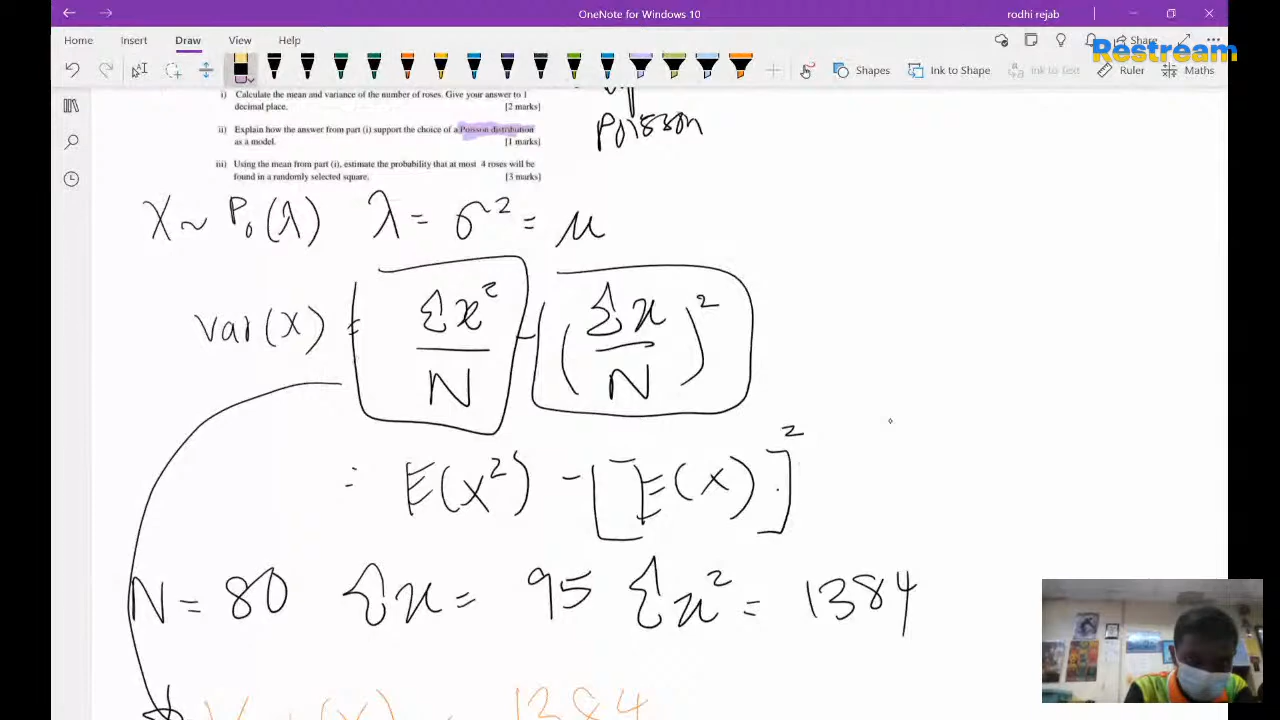 OneNote for Windows 10
rodhi rejab
Home Insert Draw View Help
Share
Restream
Shapes Ink to Shape Ink to Text Ruler Maths
i) Calculate the mean and variance of the number of roses. Give your answer to 1
decimal place. [2 marks]
ii) Explain how the answer from part (i) support the choice of a Poisson distribution
as a model. [1 marks]
iii) Using the mean from part (i), estimate the probability that at most 4 roses will be
found in a randomly selected square. [3 marks]
Poisson
X ~ Po(λ) λ = σ² = μ
var(X) = Σx²/N - (Σx/N)²
= E(X²) - [E(X)]²
N = 80 Σx = 95 Σx² = 1384
Var(X) 1384